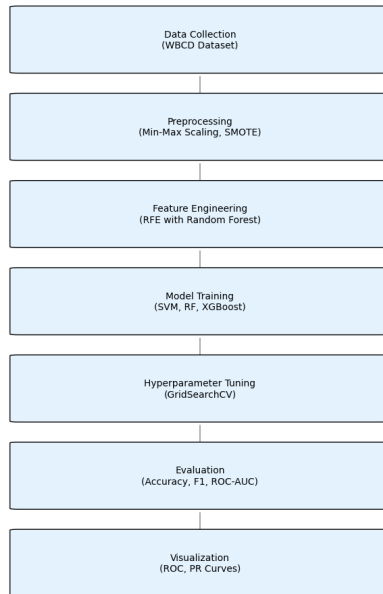 Data Collection
(WBCD Dataset)
Preprocessing
(Min-Max Scaling, SMOTE)
Feature Engineering
(RFE with Random Forest)
Model Training
(SVM, RF, XGBoost)
Hyperparameter Tuning
(GridSearchCV)
Evaluation
(Accuracy, F1, ROC-AUC)
Visualization
(ROC, PR Curves)